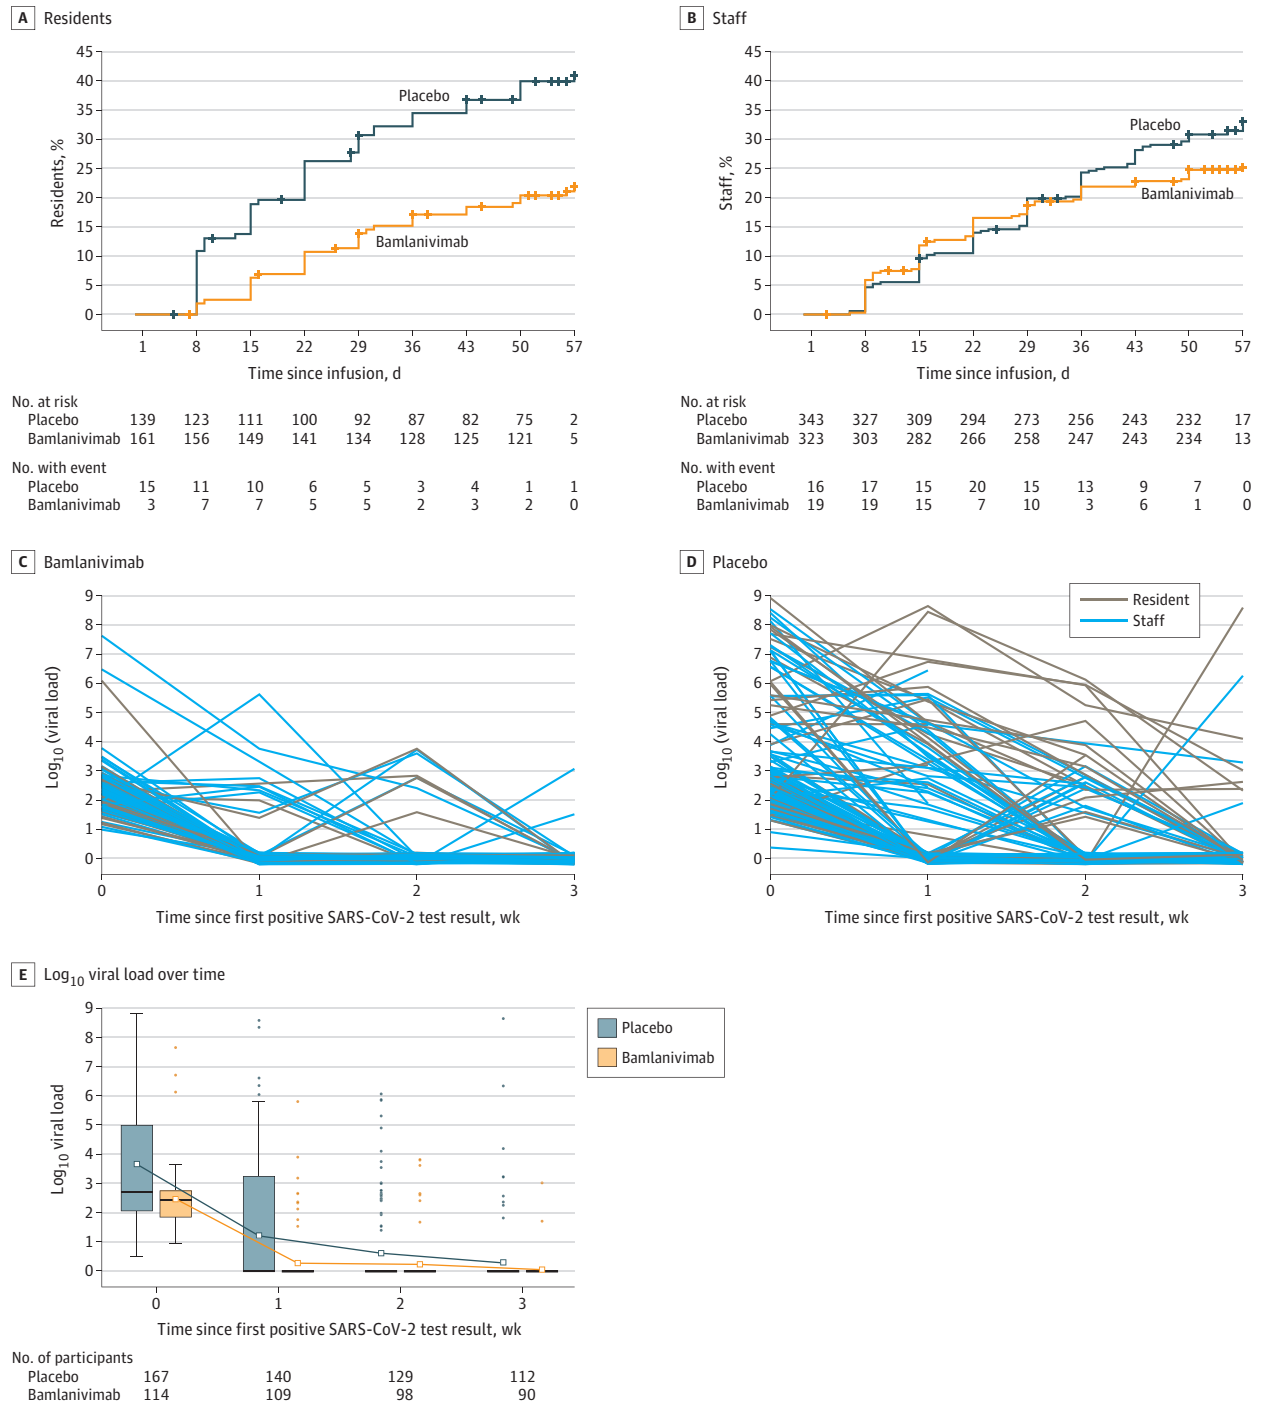 A Residents
Residents, %
45
40
35
30
25
20
15
10
5
0
Placebo
Bamlanivimab
1 8 15 22 29 36 43 50 57
Time since infusion, d
No. at risk
Placebo 139 123 111 100 92 87 82 75 2
Bamlanivimab 161 156 149 141 134 128 125 121 5
No. with event
Placebo 15 11 10 6 5 3 4 1 1
Bamlanivimab 3 7 7 5 5 2 3 2 0
B Staff
Staff, %
45
40
35
30
25
20
15
10
5
0
Placebo
Bamlanivimab
1 8 15 22 29 36 43 50 57
Time since infusion, d
No. at risk
Placebo 343 327 309 294 273 256 243 232 17
Bamlanivimab 323 303 282 266 258 247 243 234 13
No. with event
Placebo 16 17 15 20 15 13 9 7 0
Bamlanivimab 19 19 15 7 10 3 6 1 0
C Bamlanivimab
Log10 (viral load)
9
8
7
6
5
4
3
2
1
0
0 1 2 3
Time since first positive SARS-CoV-2 test result, wk
D Placebo
Log10 (viral load)
9
8
7
6
5
4
3
2
1
0
Resident
Staff
0 1 2 3
Time since first positive SARS-CoV-2 test result, wk
E Log10 viral load over time
Log10 viral load
9
8
7
6
5
4
3
2
1
0
Placebo
Bamlanivimab
0 1 2 3
Time since first positive SARS-CoV-2 test result, wk
No. of participants
Placebo 167 140 129 112
Bamlanivimab 114 109 98 90